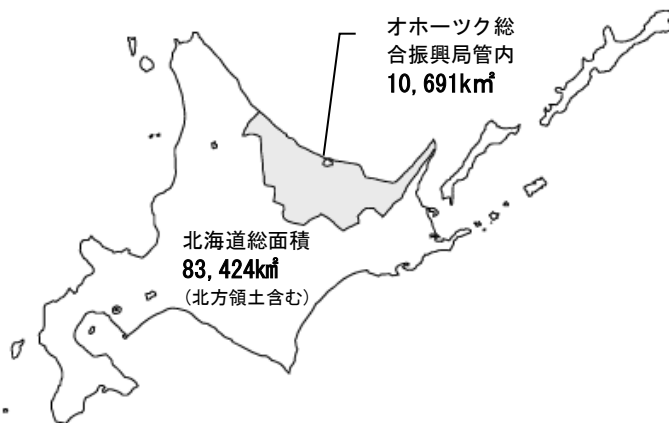 オホーツク総
合振興局管内
10,691k㎡
北海道総面積
83,424k㎡
(北方領土含む)